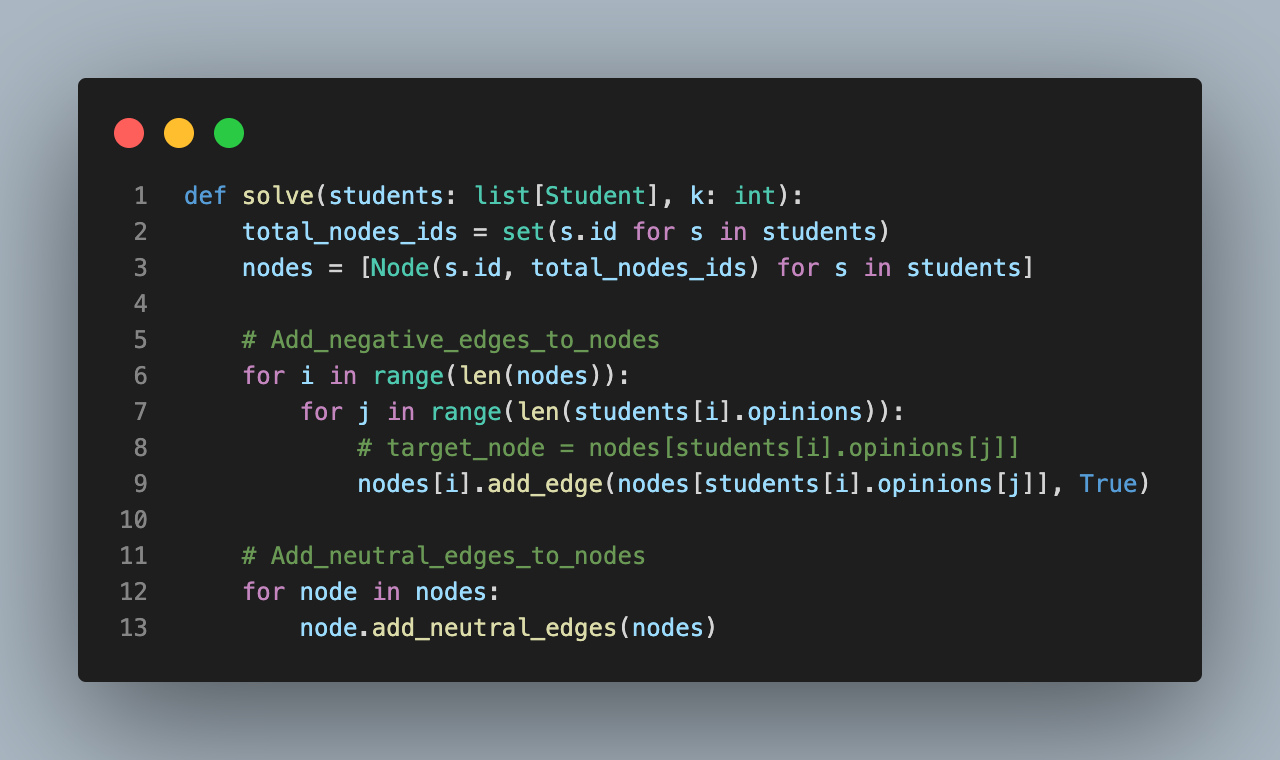 1 def solve(students: list[Student], k: int):
2     total_nodes_ids = set(s.id for s in students)
3     nodes = [Node(s.id, total_nodes_ids) for s in students]
4
5     # Add_negative_edges_to_nodes
6     for i in range(len(nodes)):
7         for j in range(len(students[i].opinions)):
8             # target_node = nodes[students[i].opinions[j]]
9             nodes[i].add_edge(nodes[students[i].opinions[j]], True)
10
11     # Add_neutral_edges_to_nodes
12     for node in nodes:
13         node.add_neutral_edges(nodes)